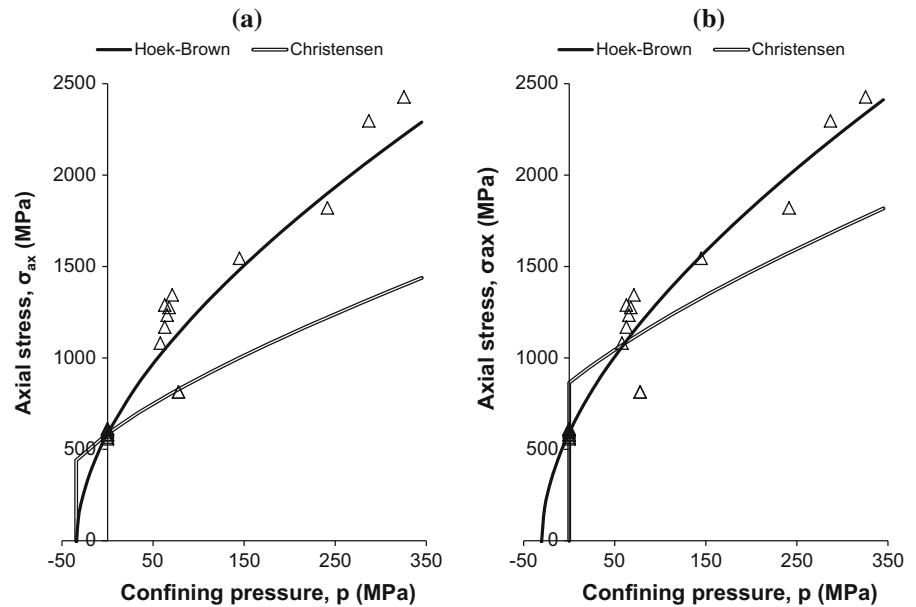 (a)
Hoek-Brown Christensen
2500
2000
1500
1000
500
0
-50 50 150 250 350
Axial stress, σax (MPa)
Confining pressure, p (MPa)
(b)
Hoek-Brown Christensen
2500
2000
1500
1000
500
0
-50 50 150 250 350
Axial stress, σax (MPa)
Confining pressure, p (MPa)